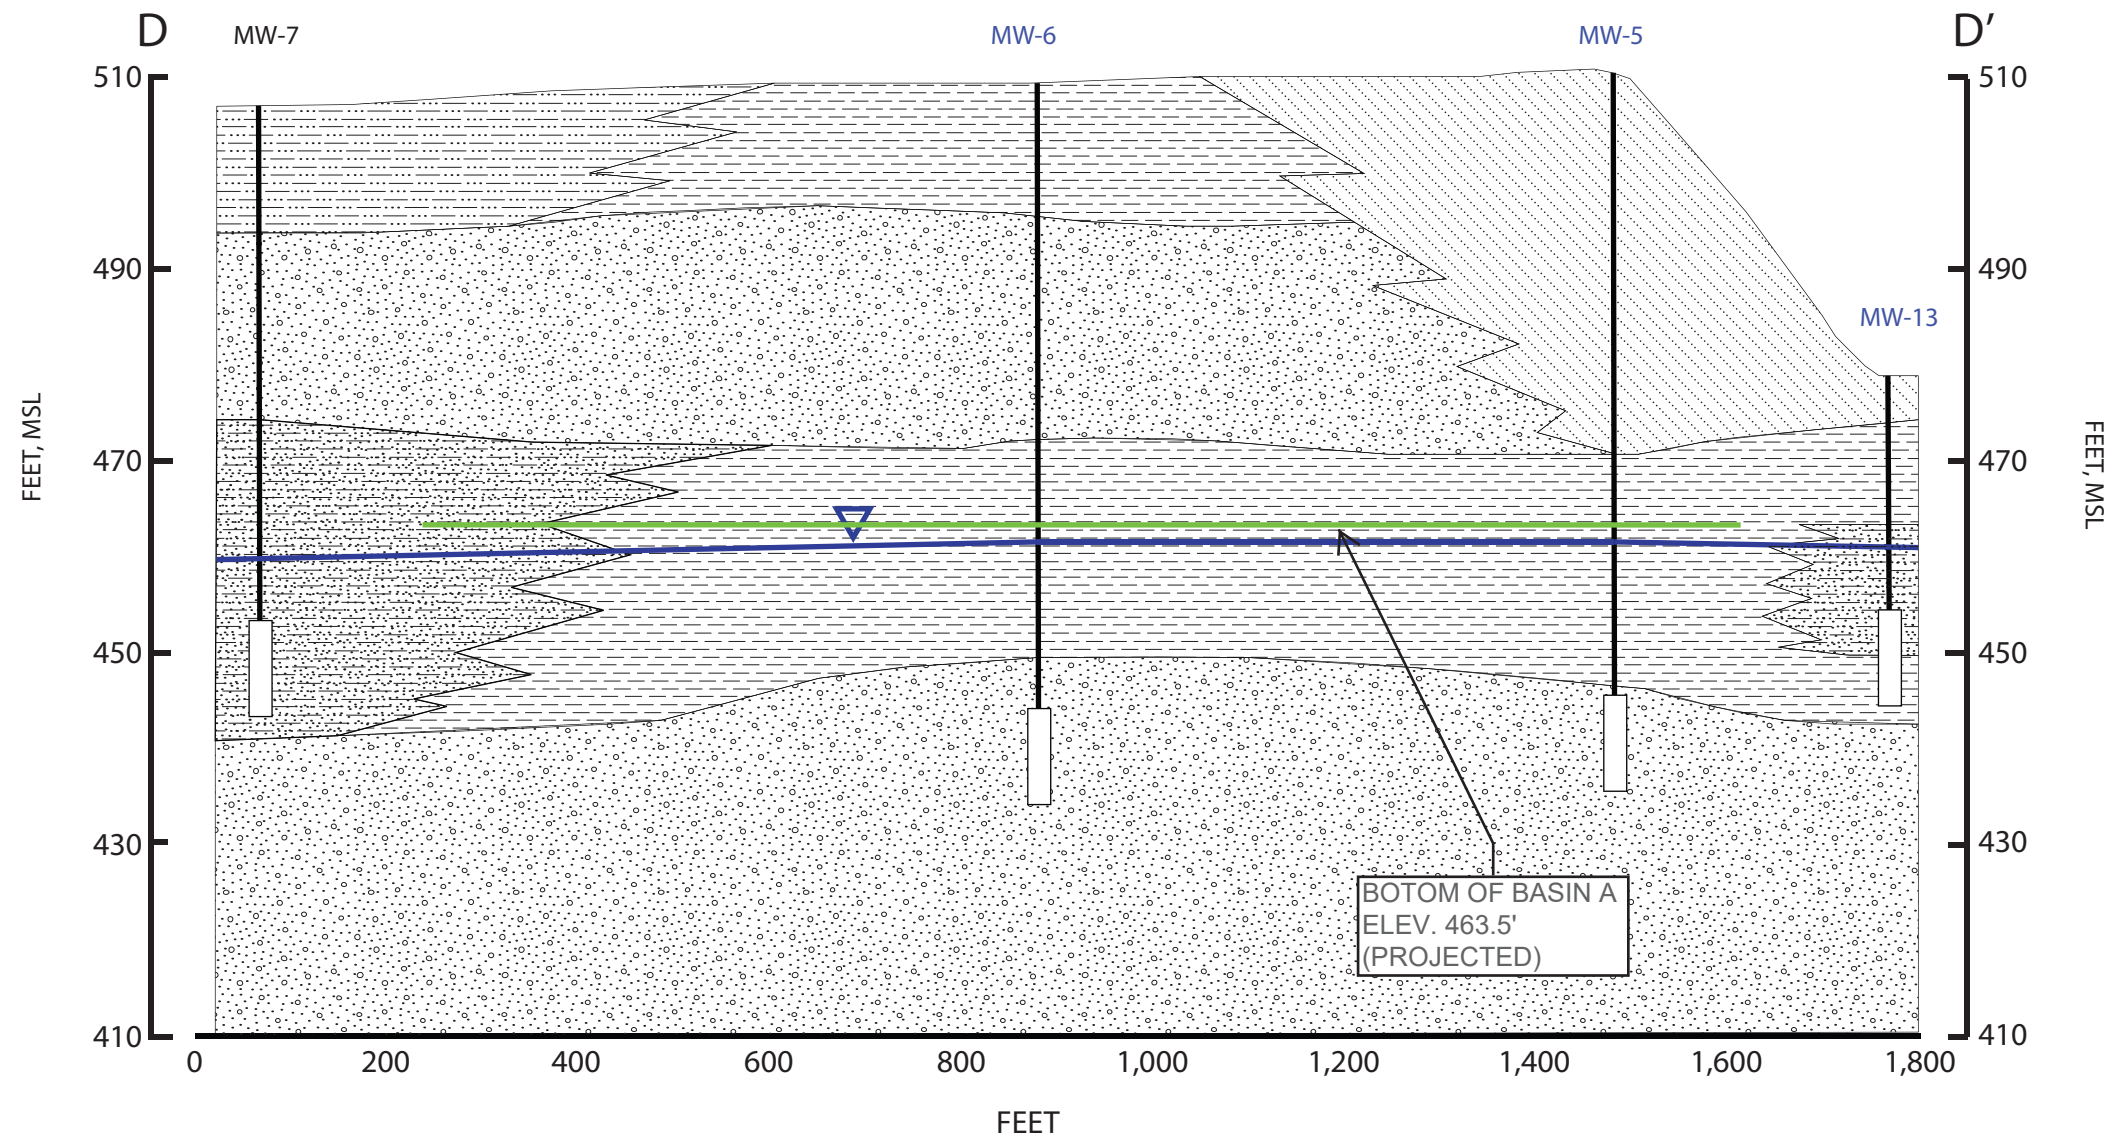 D
MW-7
MW-6
MW-5
D′
MW-13
510
490
470
450
430
410
FEET, MSL
510
490
470
450
430
410
FEET, MSL
BOTOM OF BASIN A
ELEV. 463.5'
(PROJECTED)
0 200 400 600 800 1,000 1,200 1,400 1,600 1,800
FEET